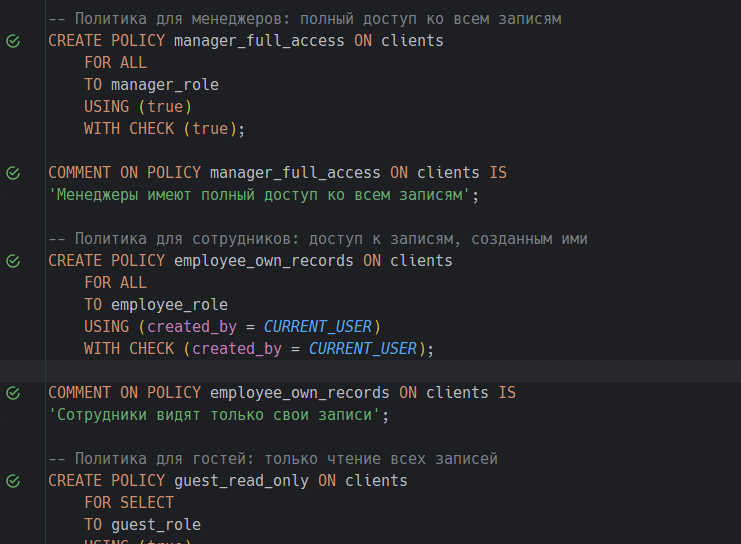 -- Политика для менеджеров: полный доступ ко всем записям
CREATE POLICY manager_full_access ON clients
    FOR ALL
    TO manager_role
    USING (true)
    WITH CHECK (true);

COMMENT ON POLICY manager_full_access ON clients IS
'Менеджеры имеют полный доступ ко всем записям';

-- Политика для сотрудников: доступ к записям, созданным ими
CREATE POLICY employee_own_records ON clients
    FOR ALL
    TO employee_role
    USING (created_by = CURRENT_USER)
    WITH CHECK (created_by = CURRENT_USER);

COMMENT ON POLICY employee_own_records ON clients IS
'Сотрудники видят только свои записи';

-- Политика для гостей: только чтение всех записей
CREATE POLICY guest_read_only ON clients
    FOR SELECT
    TO guest_role
    USING (true)